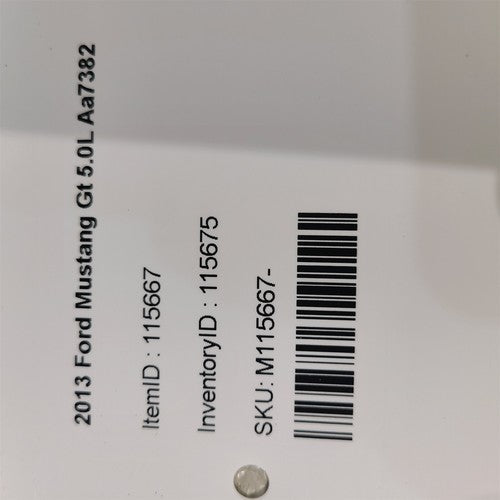 2013 Ford Mustang Gt 5.0L Aa7382
ItemID : 115667
InventoryID : 115675
SKU: M115667-